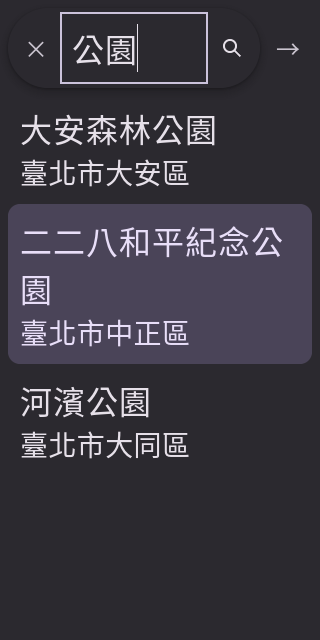 公園
大安森林公園
臺北市大安區
二二八和平紀念公
園
臺北市中正區
河濱公園
臺北市大同區